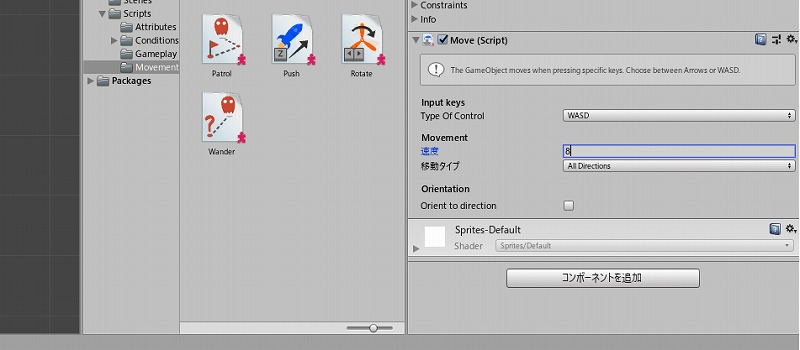 Scenes
Scripts
Attributes
Conditions
Gameplay
Movement
Packages
Patrol
Push
Rotate
Wander
Z
Constraints
Info
Move (Script)
The GameObject moves when pressing specific keys. Choose between Arrows or WASD.
Input keys
Type Of Control
WASD
Movement
速度
8
移動タイプ
All Directions
Orientation
Orient to direction
Sprites-Default
Shader
Sprites/Default
コンポーネントを追加